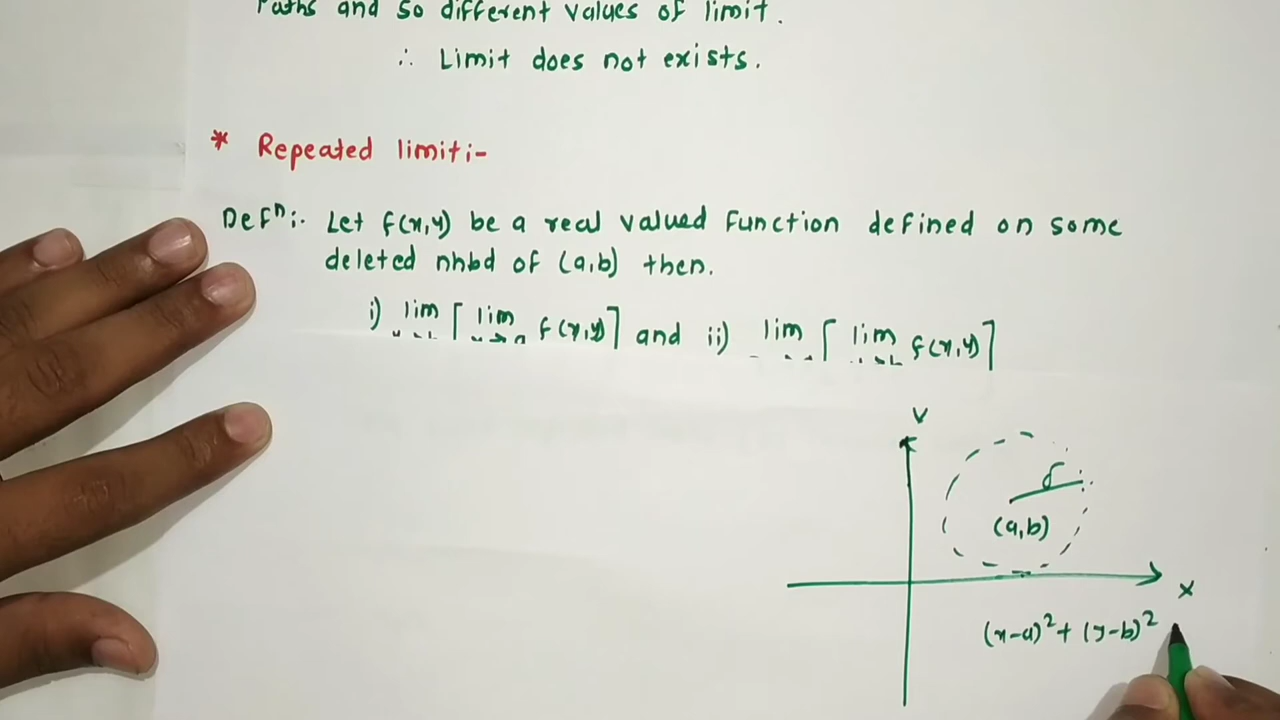 Paths and so different values of limit.
∴ Limit does not exists.
* Repeated limit:-
Defⁿ:- Let f(x,y) be a real valued function defined on some
deleted nhbd of (a,b) then.
i) lim [ lim f(x,y) ] and ii) lim [ lim f(x,y) ]
δ
(a,b)
x
(x-a)² + (y-b)²